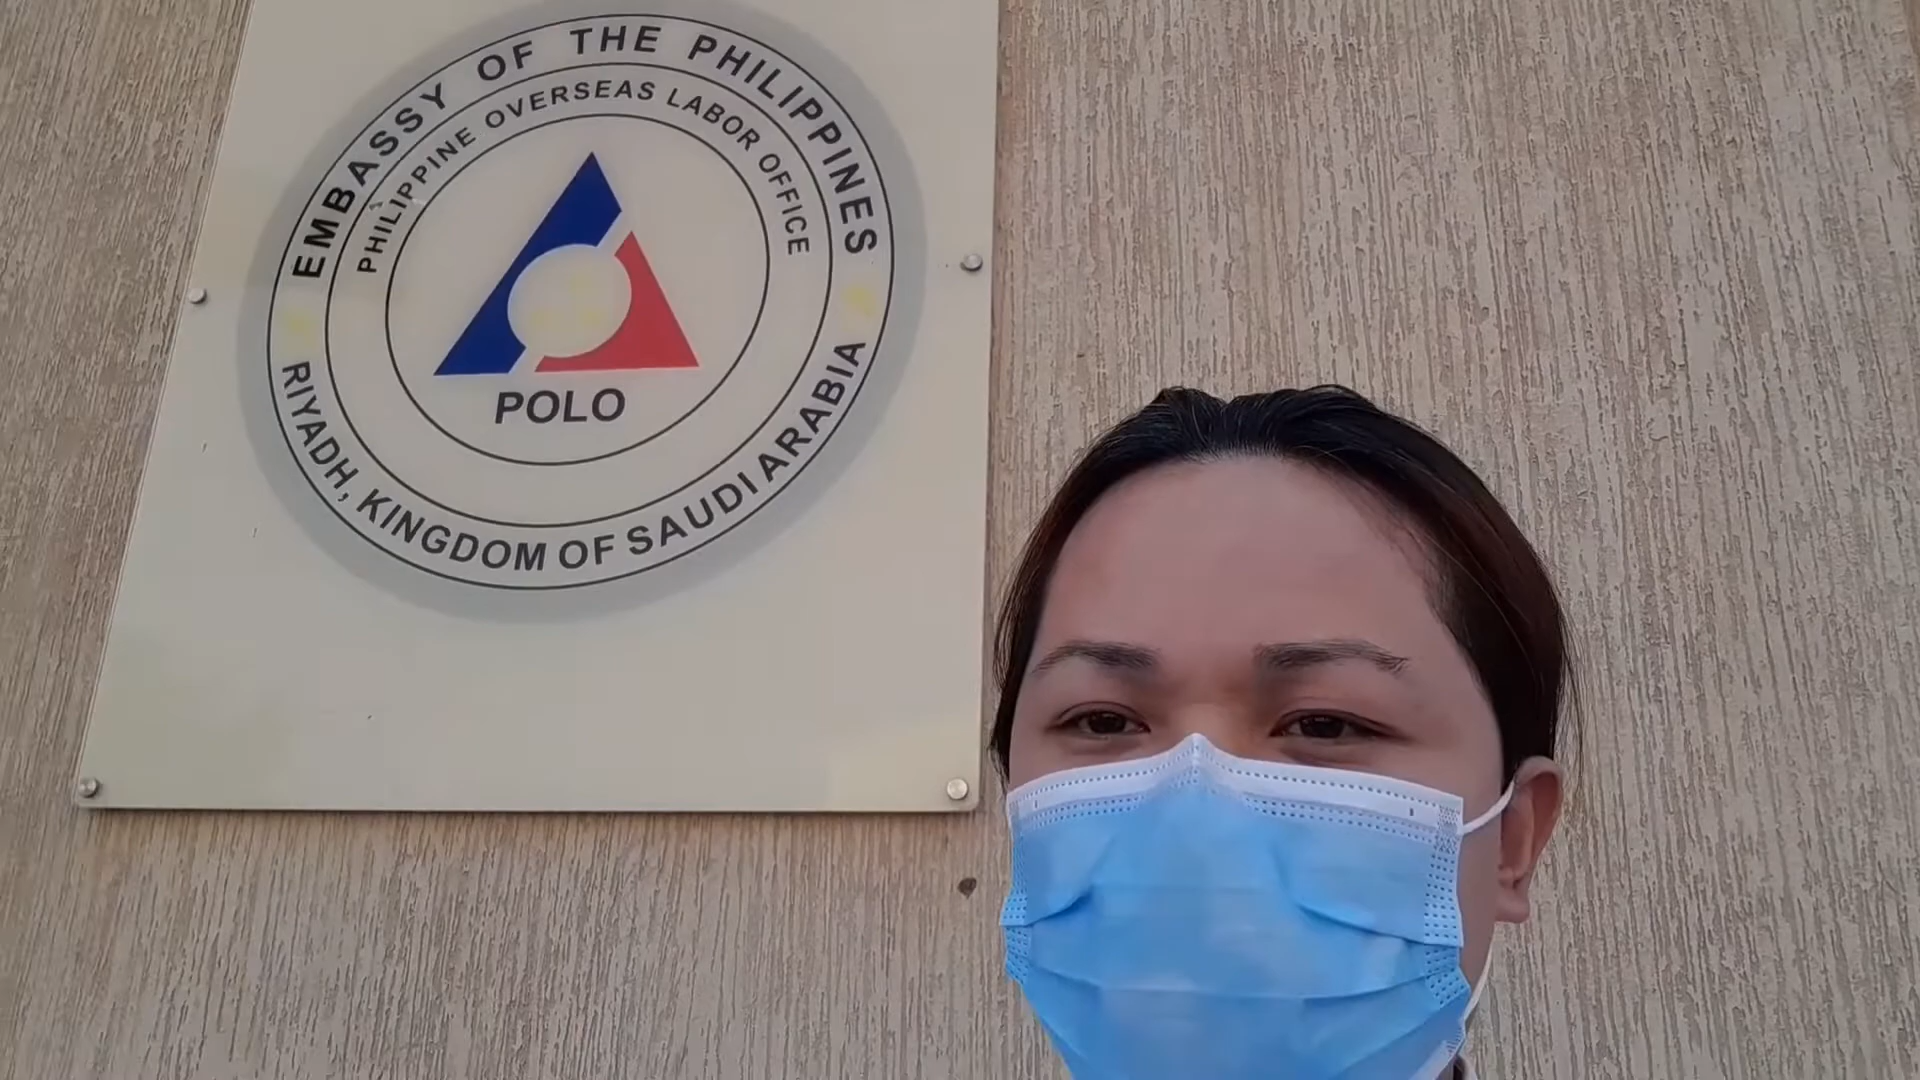 EMBASSY OF THE PHILIPPINES
PHILIPPINE OVERSEAS LABOR OFFICE
POLO
RIYADH, KINGDOM OF SAUDI ARABIA